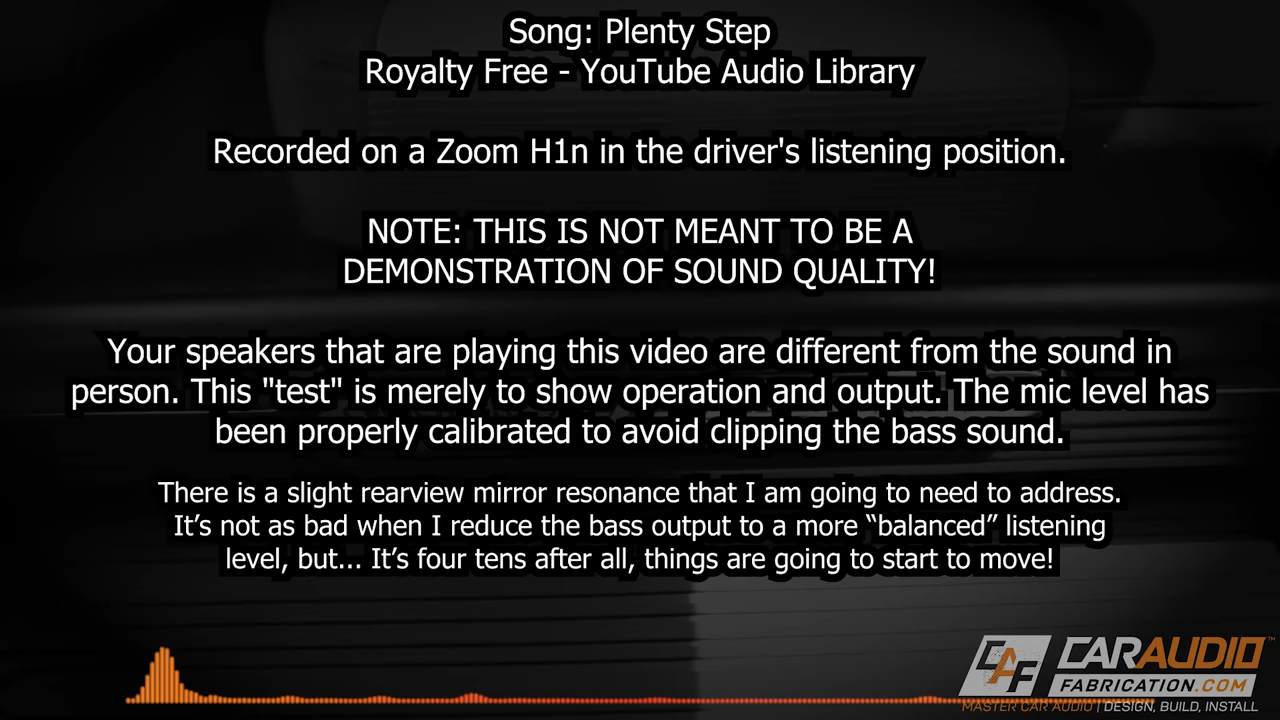 Song: Plenty Step
Royalty Free - YouTube Audio Library
Recorded on a Zoom H1n in the driver's listening position.
NOTE: THIS IS NOT MEANT TO BE A
DEMONSTRATION OF SOUND QUALITY!
Your speakers that are playing this video are different from the sound in
person. This "test" is merely to show operation and output. The mic level has
been properly calibrated to avoid clipping the bass sound.
There is a slight rearview mirror resonance that I am going to need to address.
It’s not as bad when I reduce the bass output to a more “balanced” listening
level, but... It’s four tens after all, things are going to start to move!
CAF CARAUDIO™
FABRICATION.COM
MASTER CAR AUDIO | DESIGN, BUILD, INSTALL